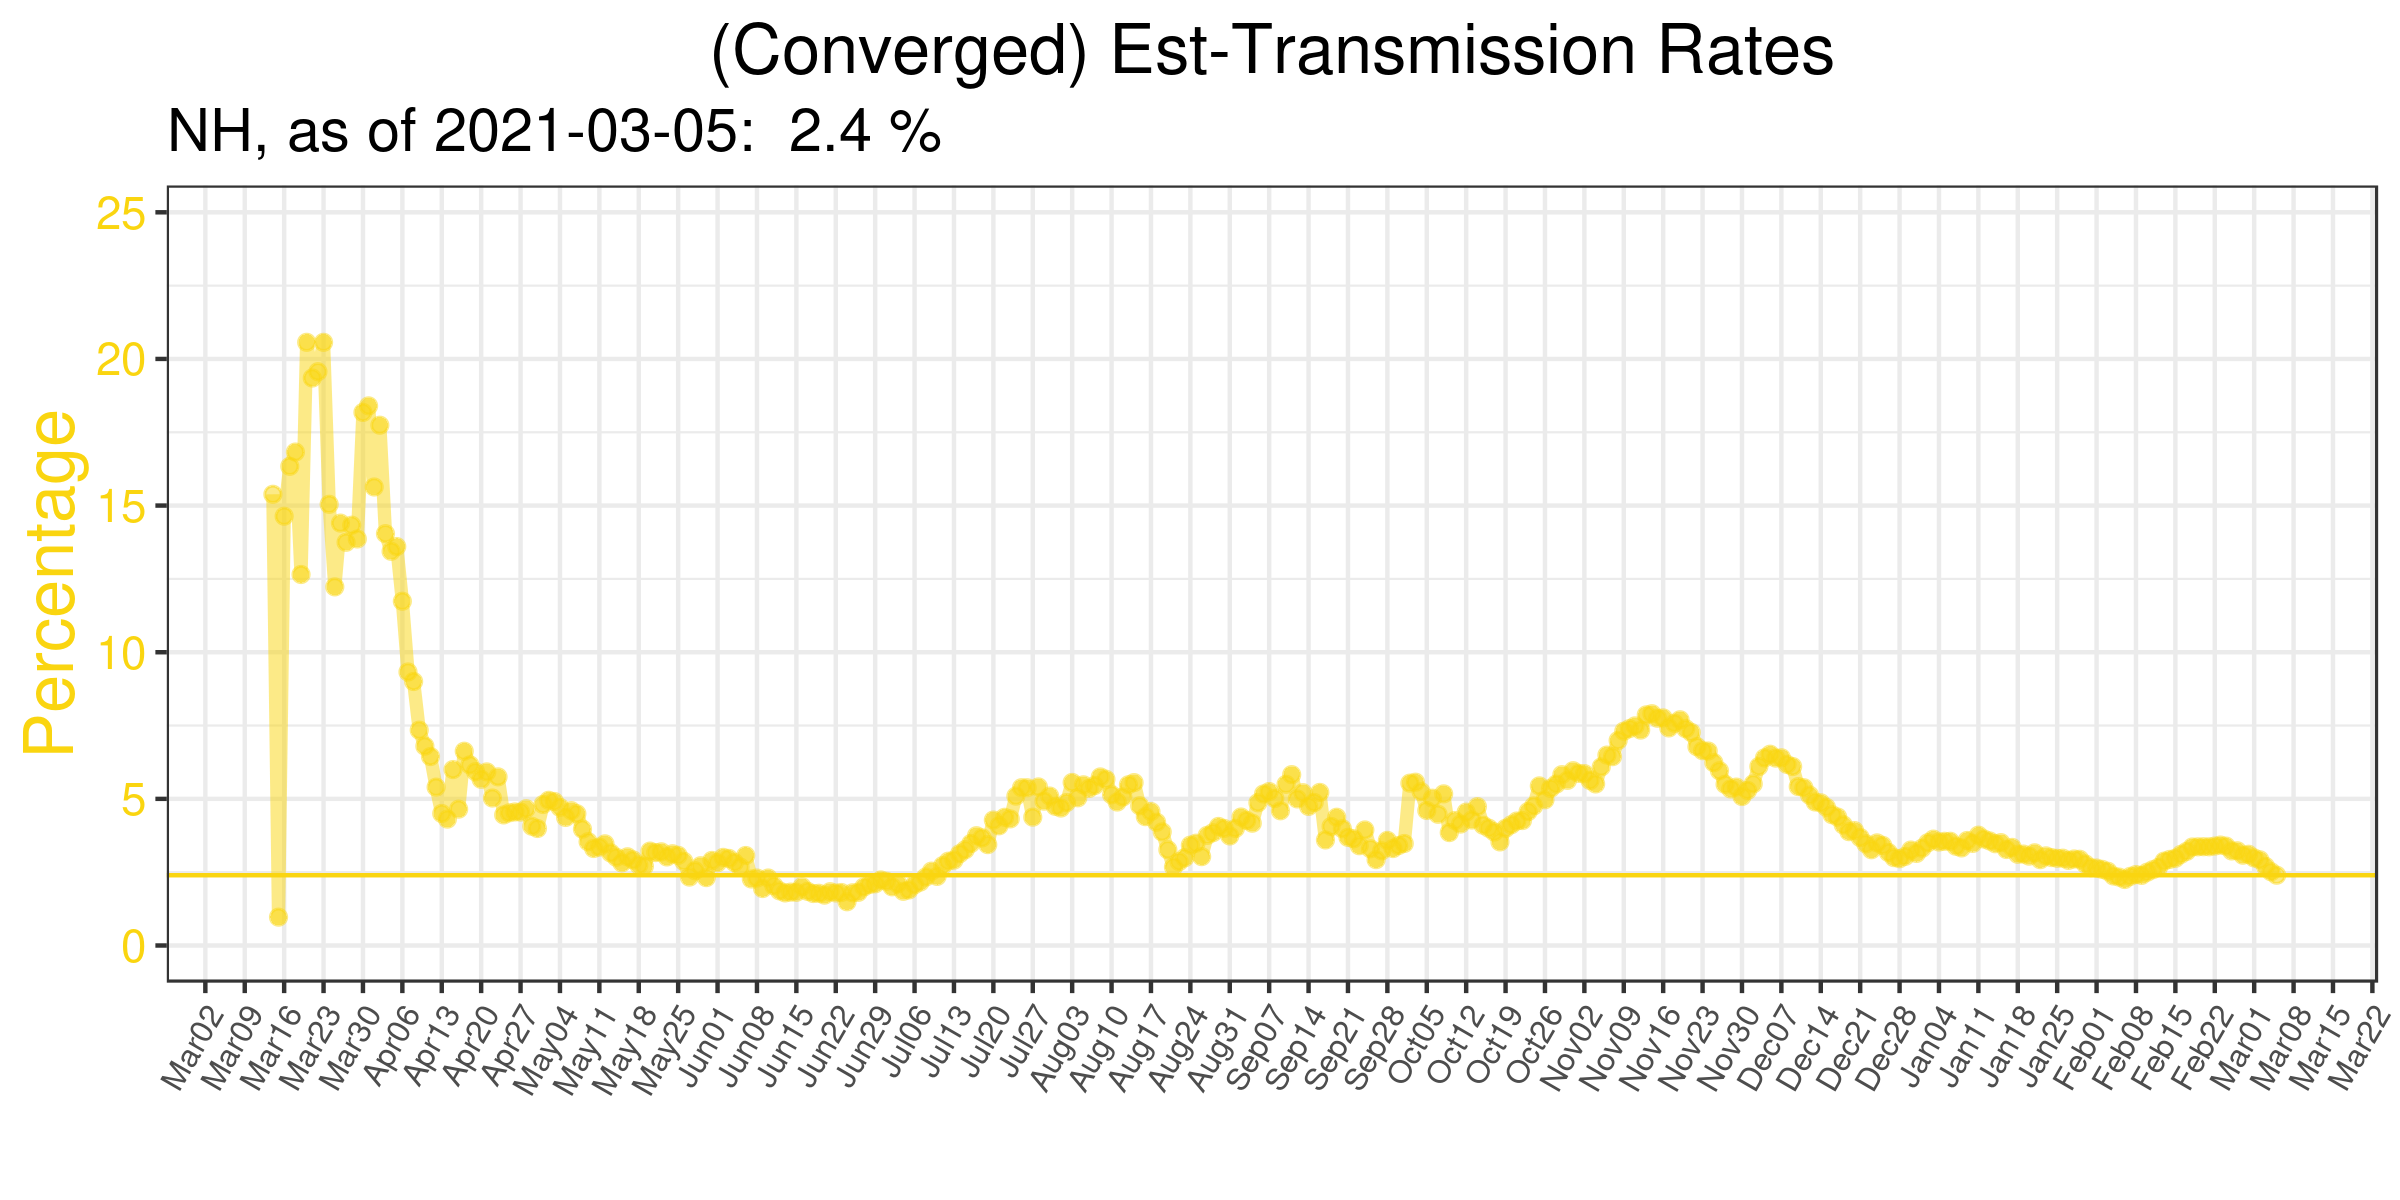 (Converged) Est-Transmission Rates
NH, as of 2021-03-05:  2.4 %
Percentage
25
20
15
10
5
0
Mar02
Mar09
Mar16
Mar23
Mar30
Apr06
Apr13
Apr20
Apr27
May04
May11
May18
May25
Jun01
Jun08
Jun15
Jun22
Jun29
Jul06
Jul13
Jul20
Jul27
Aug03
Aug10
Aug17
Aug24
Aug31
Sep07
Sep14
Sep21
Sep28
Oct05
Oct12
Oct19
Oct26
Nov02
Nov09
Nov16
Nov23
Nov30
Dec07
Dec14
Dec21
Dec28
Jan04
Jan11
Jan18
Jan25
Feb01
Feb08
Feb15
Feb22
Mar01
Mar08
Mar15
Mar22